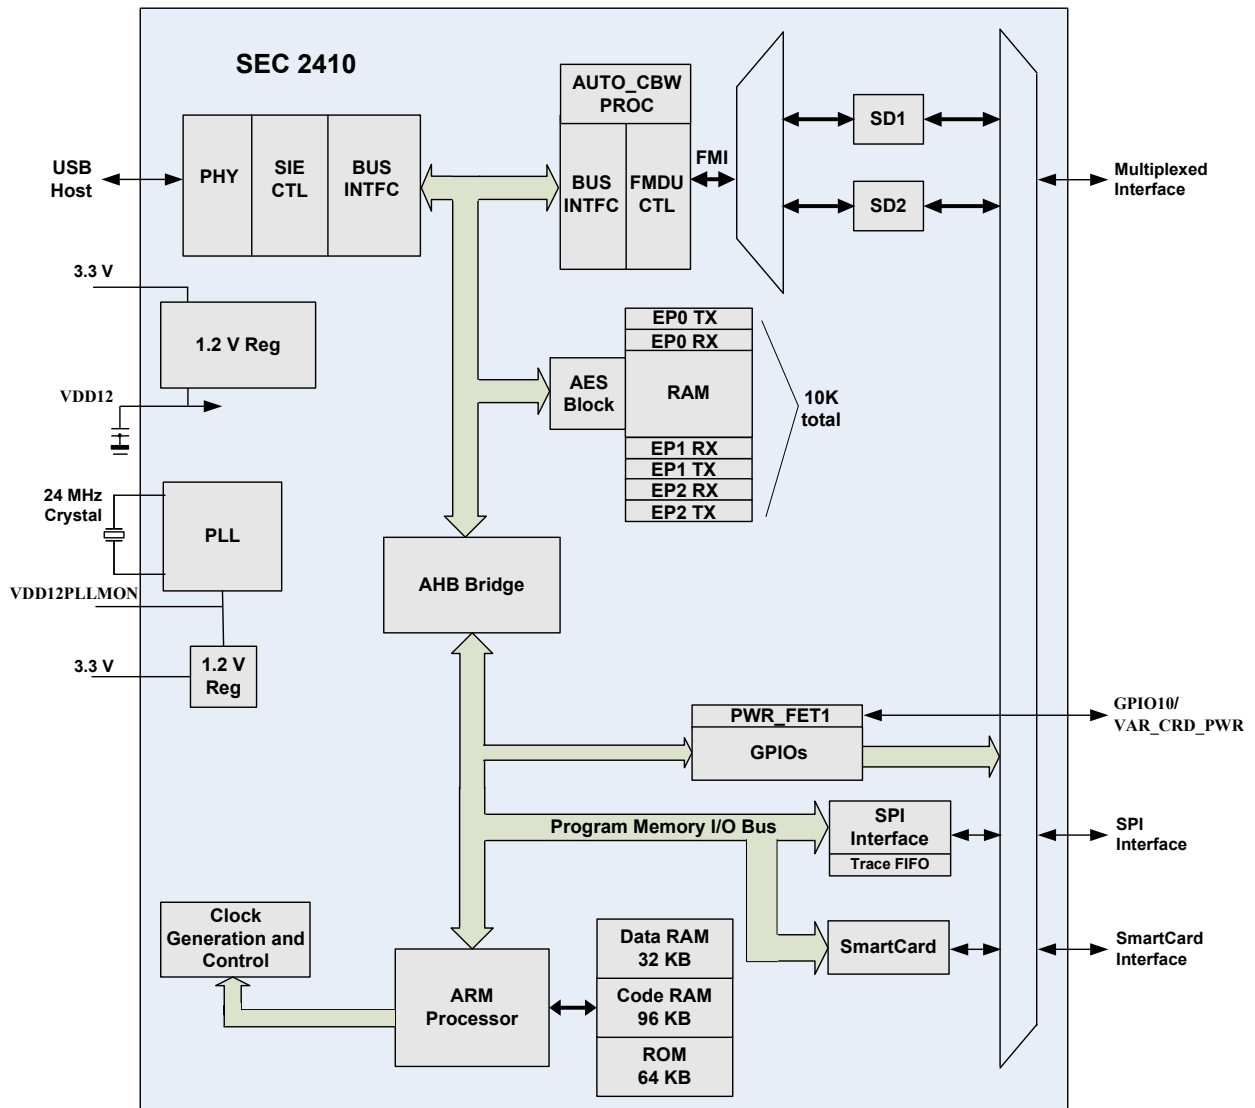 SEC 2410
AUTO_CBW
PROC
USB
Host
PHY
SIE
CTL
BUS
INTFC
BUS
INTFC
FMDU
CTL
FMI
SD1
SD2
Multiplexed
Interface
3.3 V
1.2 V Reg
VDD12
EP0 TX
EP0 RX
AES
Block
RAM
EP1 RX
EP1 TX
EP2 RX
EP2 TX
10K
total
24 MHz
Crystal
PLL
VDD12PLLMON
AHB Bridge
3.3 V
1.2 V
Reg
PWR_FET1
GPIOs
GPIO10/
VAR_CRD_PWR
Program Memory I/O Bus
SPI
Interface
Trace FIFO
SPI
Interface
Clock
Generation and
Control
ARM
Processor
Data RAM
32 KB
Code RAM
96 KB
ROM
64 KB
SmartCard
SmartCard
Interface